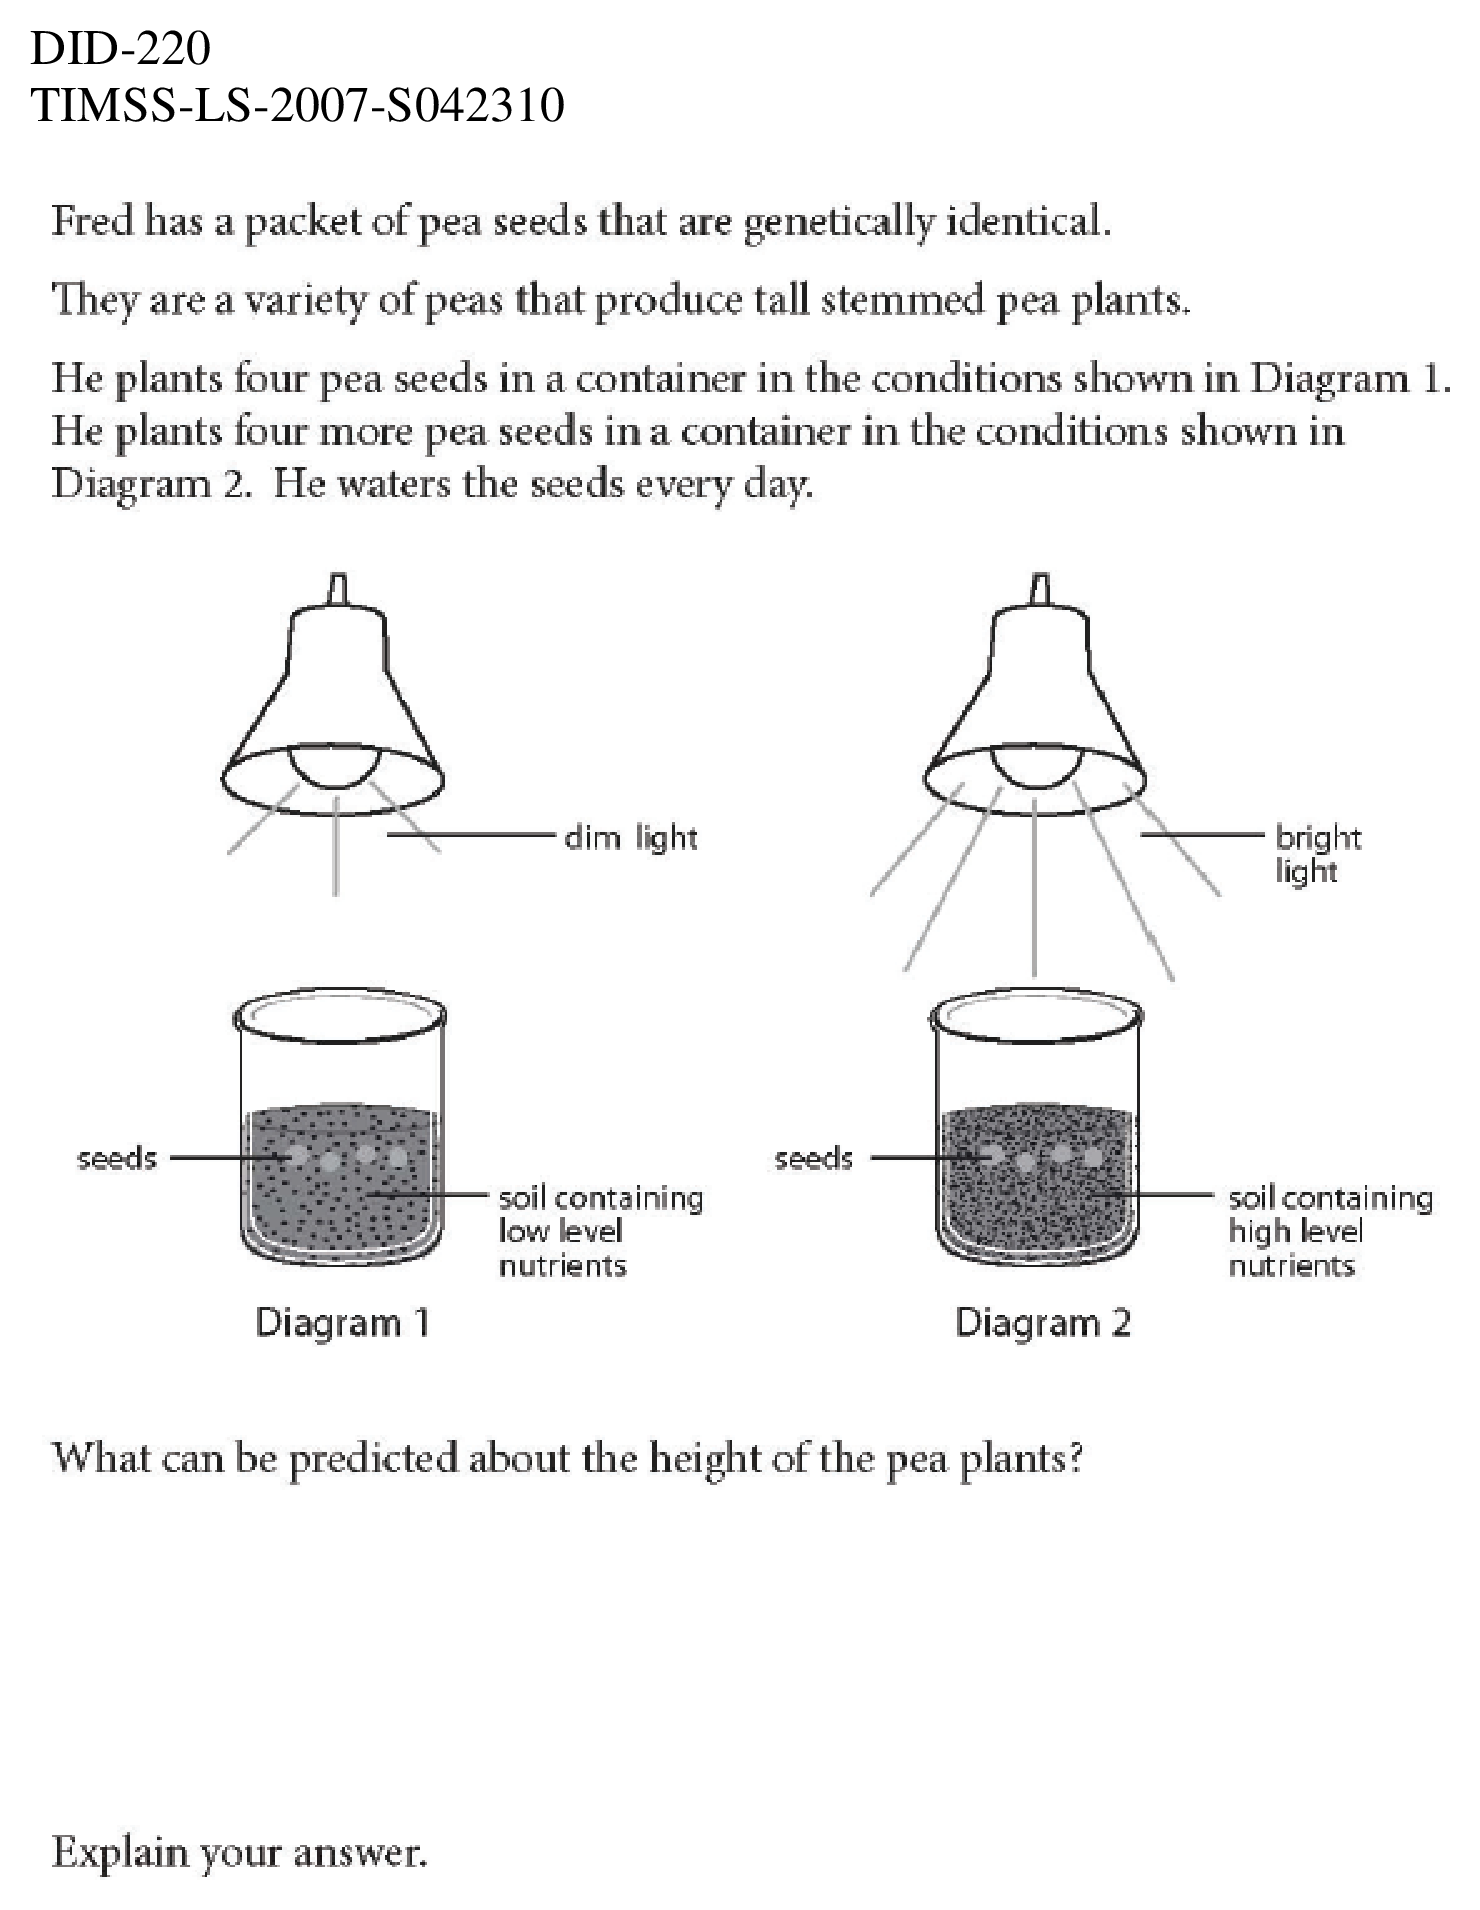 DID-220
TIMSS-LS-2007-S042310
Fred has a packet of pea seeds that are genetically identical.
They are a variety of peas that produce tall stemmed pea plants.
He plants four pea seeds in a container in the conditions shown in Diagram 1.
He plants four more pea seeds in a container in the conditions shown in
Diagram 2. He waters the seeds every day.
dim light
bright
light
seeds
soil containing
low level
nutrients
Diagram 1
seeds
soil containing
high level
nutrients
Diagram 2
What can be predicted about the height of the pea plants?
Explain your answer.